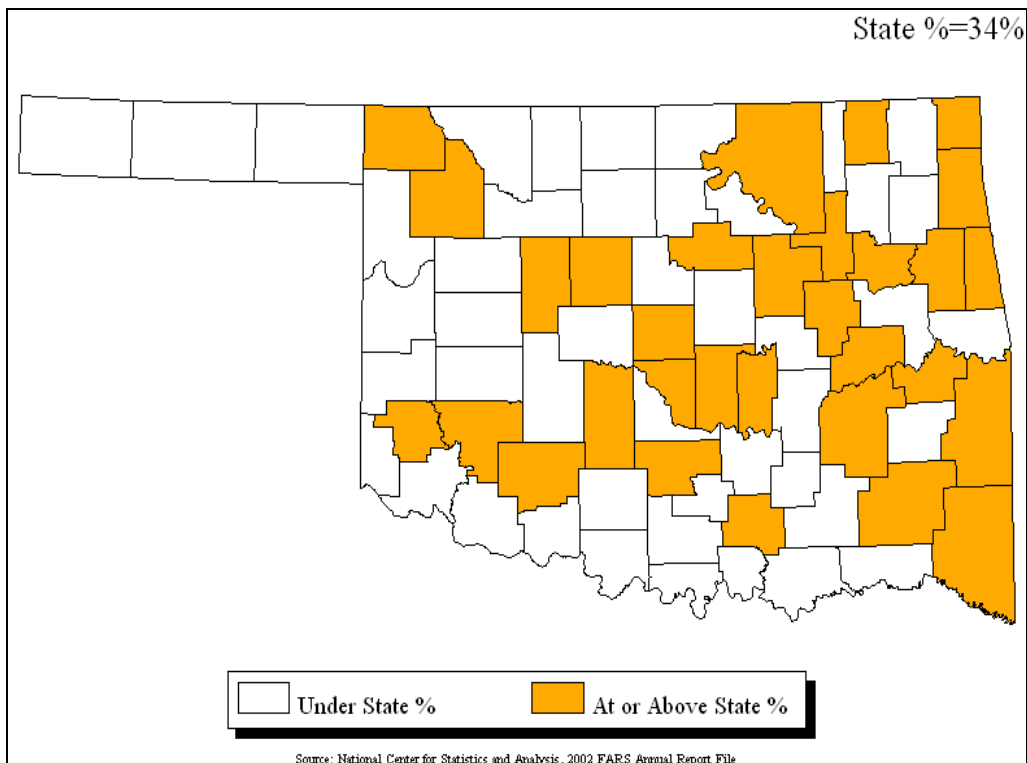 State %=34%
Under State %
At or Above State %
Source: National Center for Statistics and Analysis, 2002 FARS Annual Report File